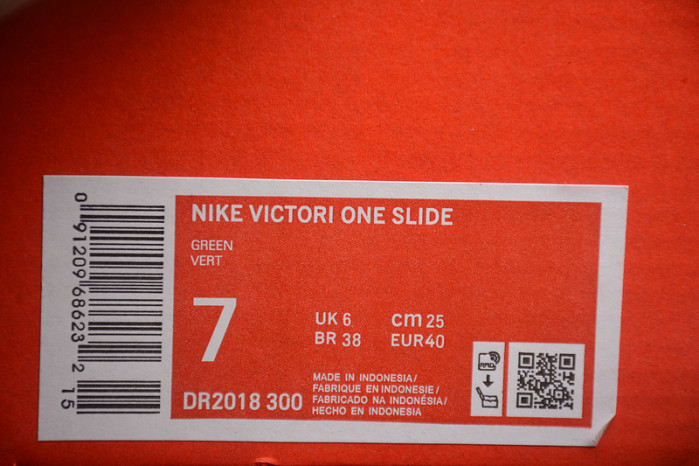 NIKE VICTORI ONE SLIDE
GREEN
VERT
7
UK 6 cm 25
BR 38 EUR40
MADE IN INDONESIA/
FABRIQUE EN INDONESIE/
FABRICADO NA INDONÉSIA/
HECHO EN INDONESIA
DR2018 300
0 91209 68623 2 15